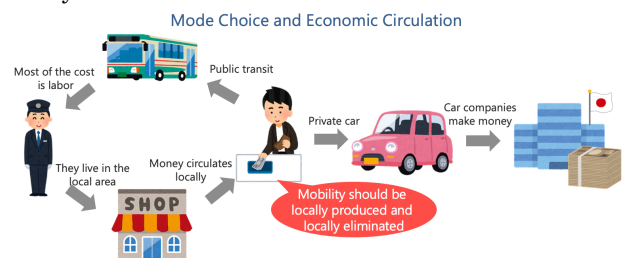 Mode Choice and Economic Circulation
Most of the cost
is labor
Public transit
Private car
Car companies
make money
They live in the
local area
Money circulates
locally
SHOP
Mobility should be
locally produced and
locally eliminated